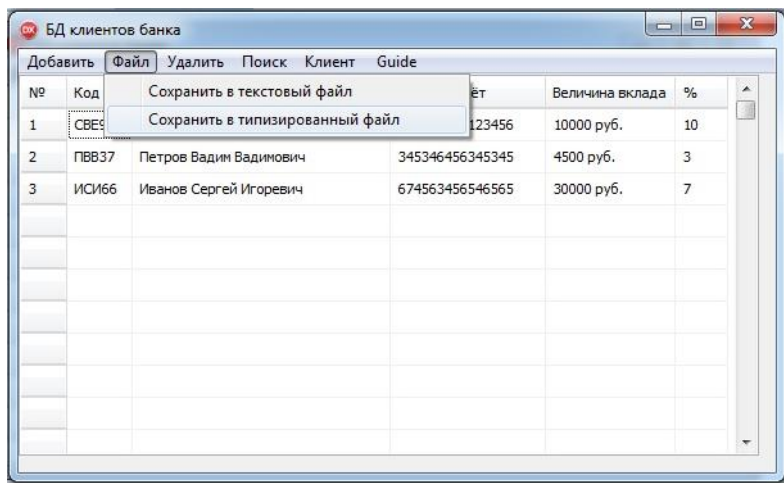 БД клиентов банка
Добавить Файл Удалить Поиск Клиент Guide
Сохранить в текстовый файл
Сохранить в типизированный файл
№ Код ёт Величина вклада %
1 СВЕ9 123456 10000 руб. 10
2 ПВВ37 Петров Вадим Вадимович 345346456345345 4500 руб. 3
3 ИСИ66 Иванов Сергей Игоревич 674563456546565 30000 руб. 7